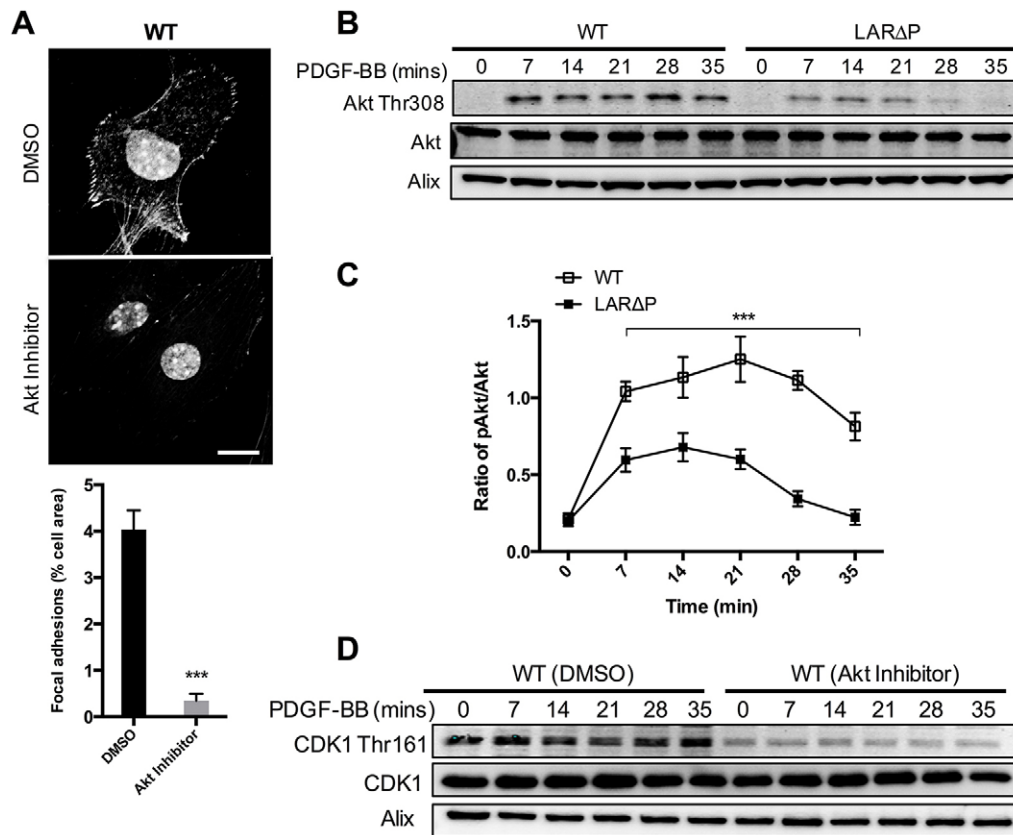 A
WT
DMSO
Akt Inhibitor
Focal adhesions (% cell area)
5
4
3
2
1
0
***
DMSO
Akt Inhibitor
B
WT LARΔP
PDGF-BB (mins) 0 7 14 21 28 35 0 7 14 21 28 35
Akt Thr308
Akt
Alix
C
WT
LARΔP
***
Ratio of pAkt/Akt
1.5
1.0
0.5
0.0
0 7 14 21 28 35
Time (min)
D
WT (DMSO) WT (Akt Inhibitor)
PDGF-BB (mins) 0 7 14 21 28 35 0 7 14 21 28 35
CDK1 Thr161
CDK1
Alix